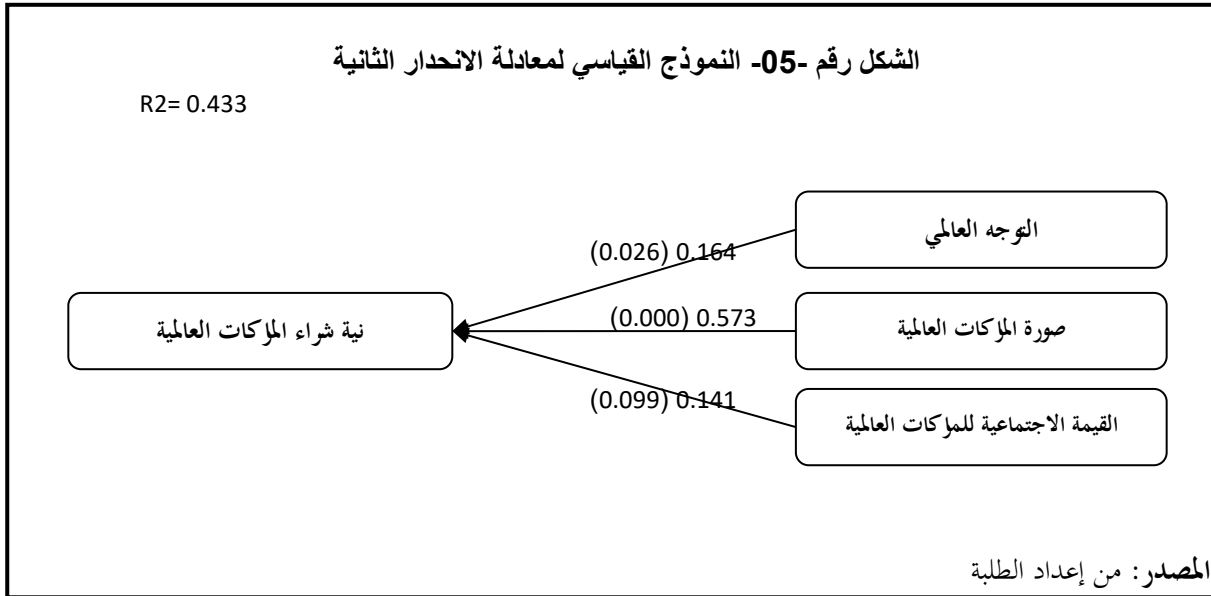 الشكل رقم -05- النموذج القياسي لمعادلة الانحدار الثانية
R2= 0.433
التوجه العالمي
(0.026) 0.164
صورة الماركات العالمية
(0.000) 0.573
نية شراء الماركات العالمية
(0.099) 0.141
القيمة الاجتماعية للماركات العالمية
المصدر: من إعداد الطلبة